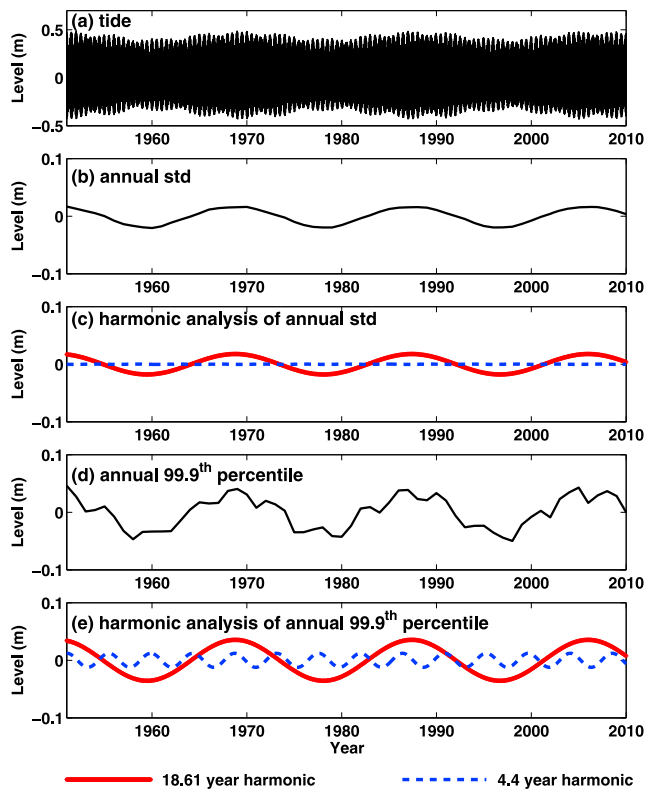 (a) tide
0.5
0
−0.5
Level (m)
1960 1970 1980 1990 2000 2010
(b) annual std
0.1
0
−0.1
Level (m)
1960 1970 1980 1990 2000 2010
(c) harmonic analysis of annual std
0.1
0
−0.1
Level (m)
1960 1970 1980 1990 2000 2010
(d) annual 99.9th percentile
0.1
0
−0.1
Level (m)
1960 1970 1980 1990 2000 2010
(e) harmonic analysis of annual 99.9th percentile
0.1
0
−0.1
Level (m)
1960 1970 1980 1990 2000 2010
Year
18.61 year harmonic
4.4 year harmonic